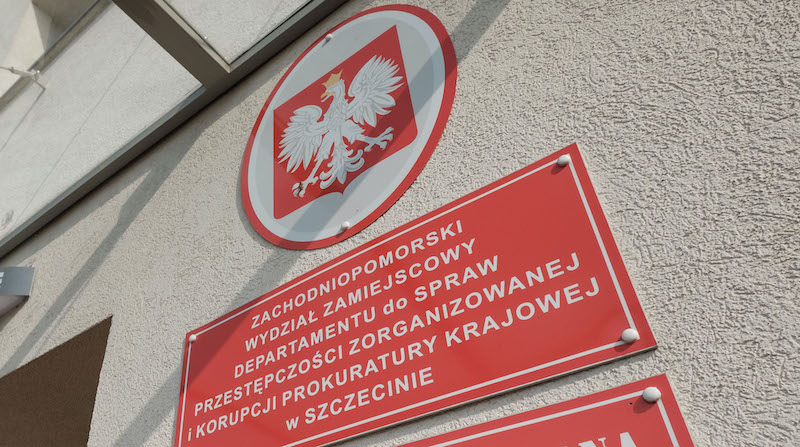 ZACHODNIOPOMORSKI
WYDZIAŁ ZAMIEJSCOWY
DEPARTAMENTU do SPRAW
PRZESTĘPCZOŚCI ZORGANIZOWANEJ
i KORUPCJI PROKURATURY KRAJOWEJ
w SZCZECINIE